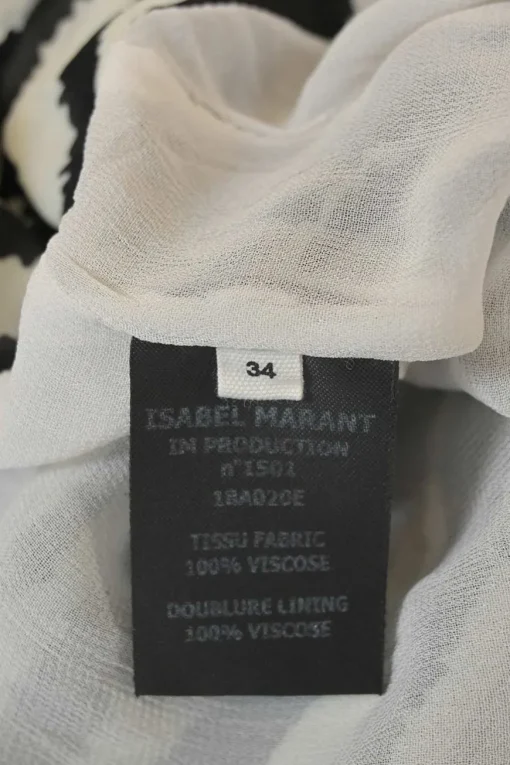 34
ISABEL MARANT
IM PRODUCTION
n°1501
18A020E
TISSU FABRIC
100% VISCOSE
DOUBLURE LINING
100% VISCOSE